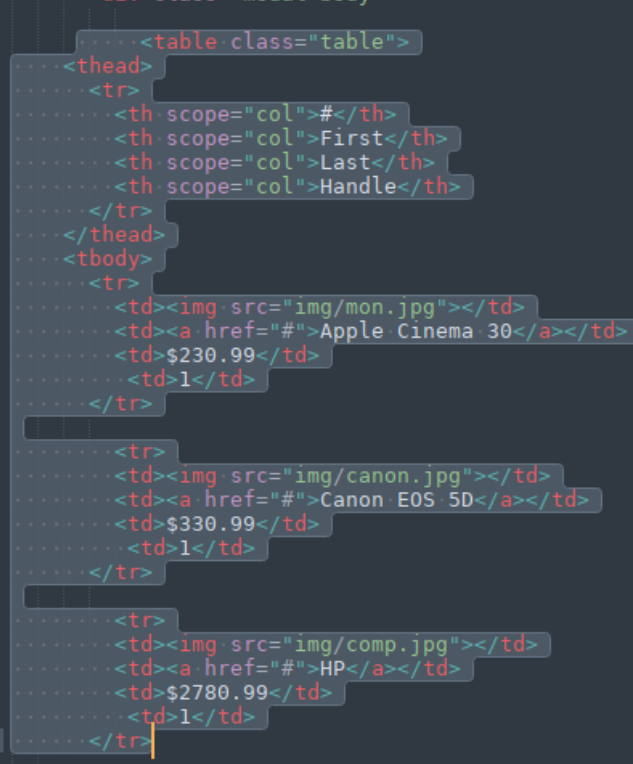 <table class="table">
<thead>
<tr>
<th scope="col">#</th>
<th scope="col">First</th>
<th scope="col">Last</th>
<th scope="col">Handle</th>
</tr>
</thead>
<tbody>
<tr>
<td><img src="img/mon.jpg"></td>
<td><a href="#">Apple Cinema 30</a></td>
<td>$230.99</td>
<td>1</td>
</tr>
<tr>
<td><img src="img/canon.jpg"></td>
<td><a href="#">Canon EOS 5D</a></td>
<td>$330.99</td>
<td>1</td>
</tr>
<tr>
<td><img src="img/comp.jpg"></td>
<td><a href="#">HP</a></td>
<td>$2780.99</td>
<td>1</td>
</tr>